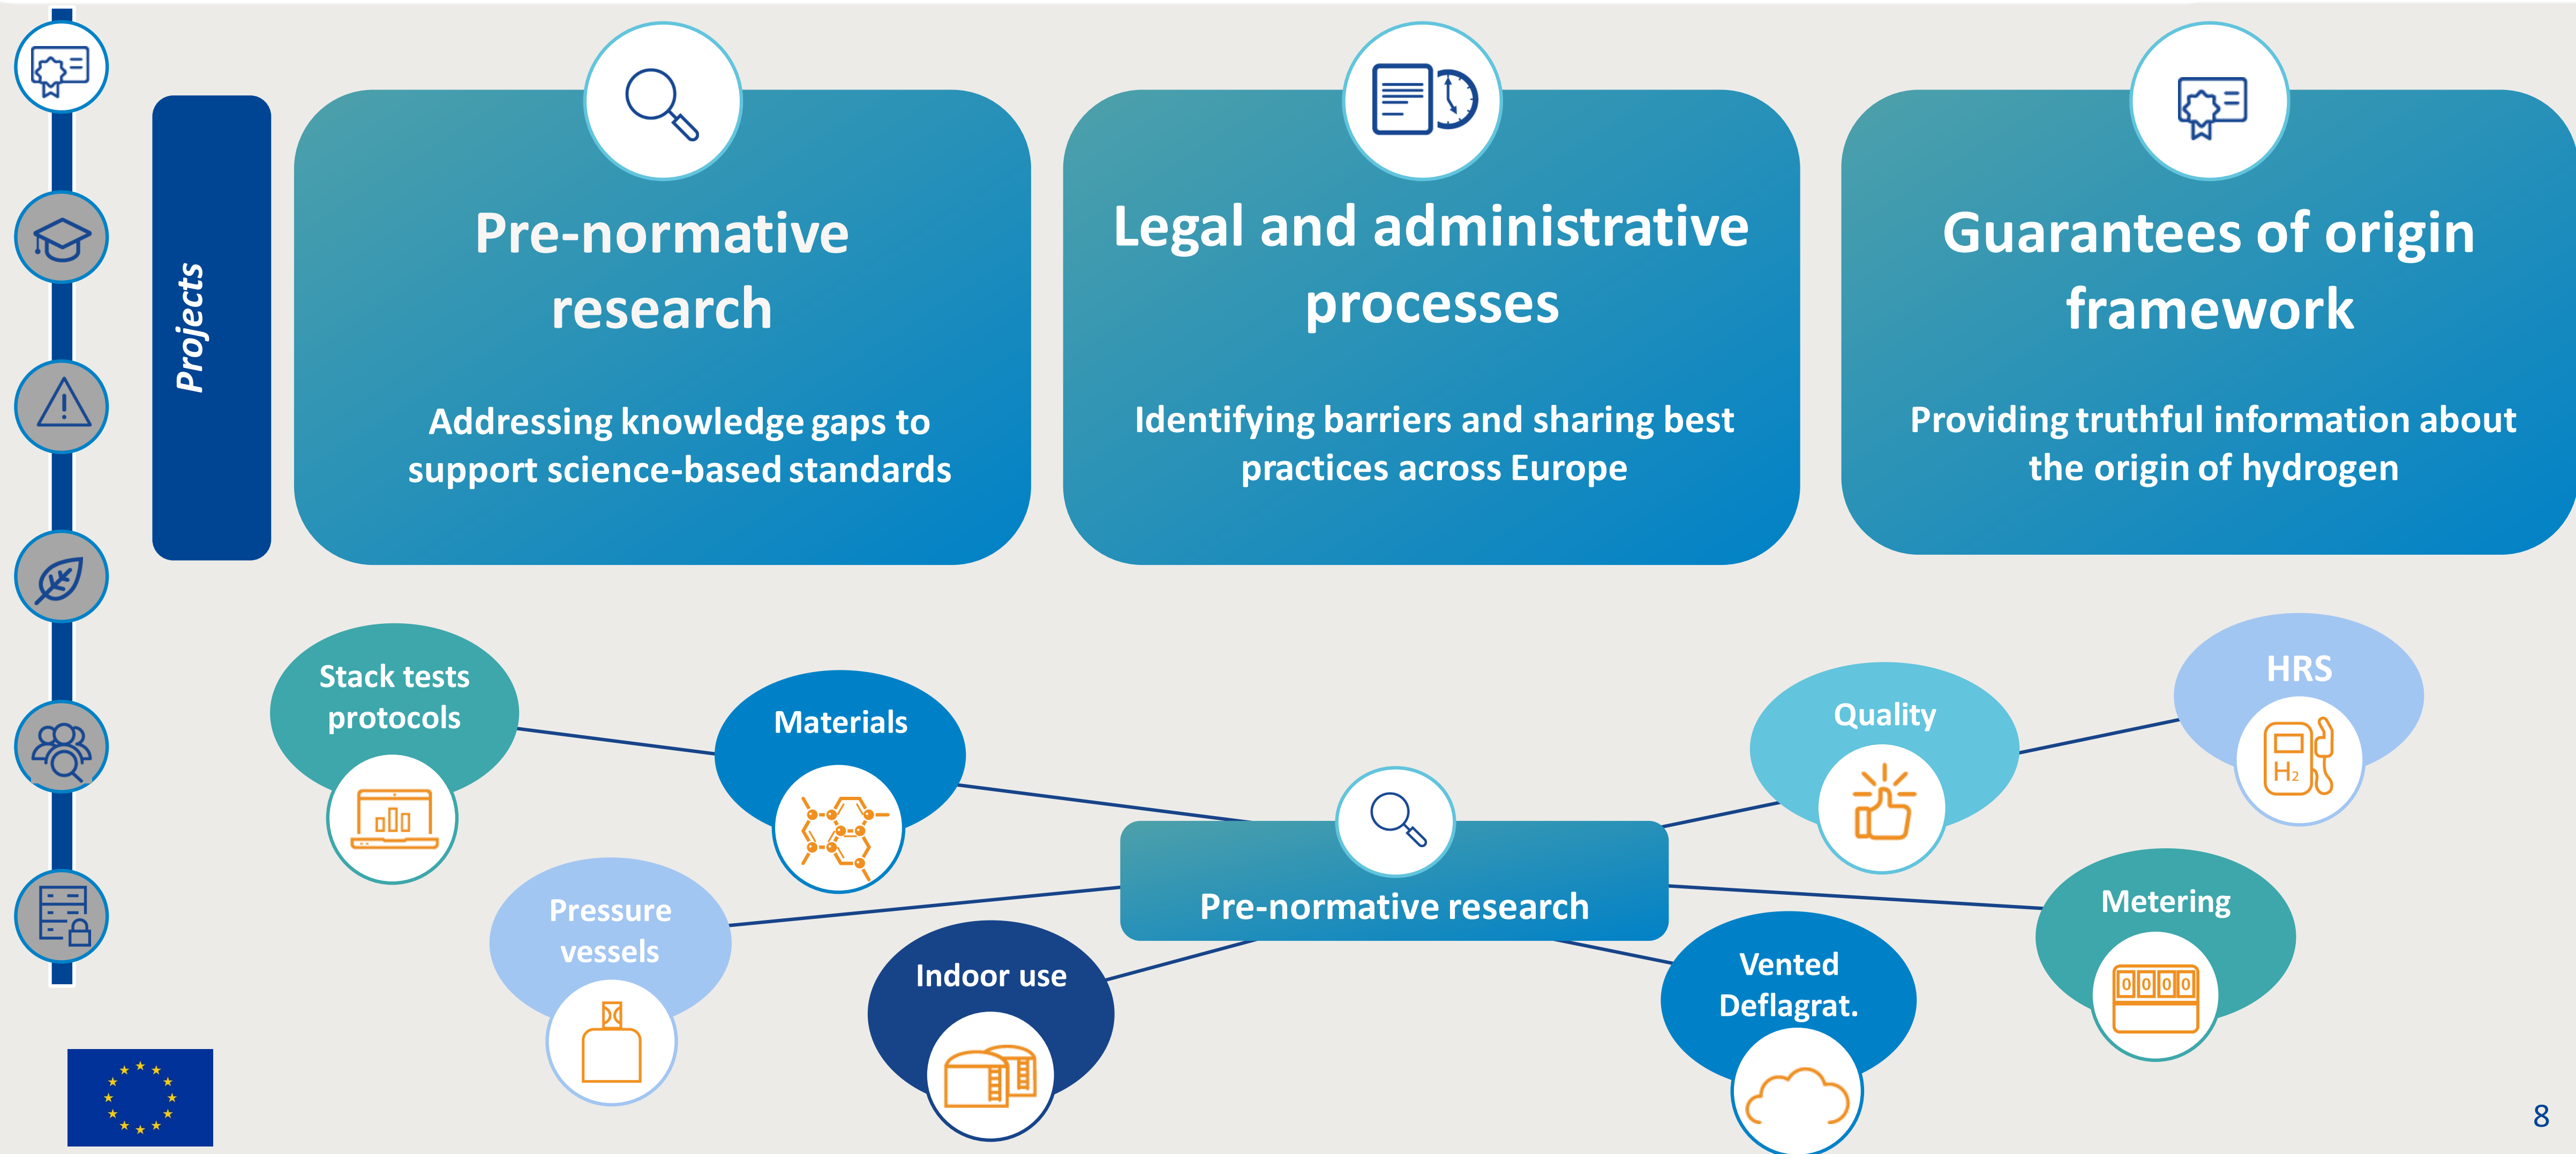 Projects
Pre-normative
research
Addressing knowledge gaps to
support science-based standards
Legal and administrative
processes
Identifying barriers and sharing best
practices across Europe
Guarantees of origin
framework
Providing truthful information about
the origin of hydrogen
Stack tests
protocols
Materials
Pressure
vessels
Indoor use
Pre-normative research
Quality
HRS
H₂
Vented
Deflagrat.
Metering
0000
8